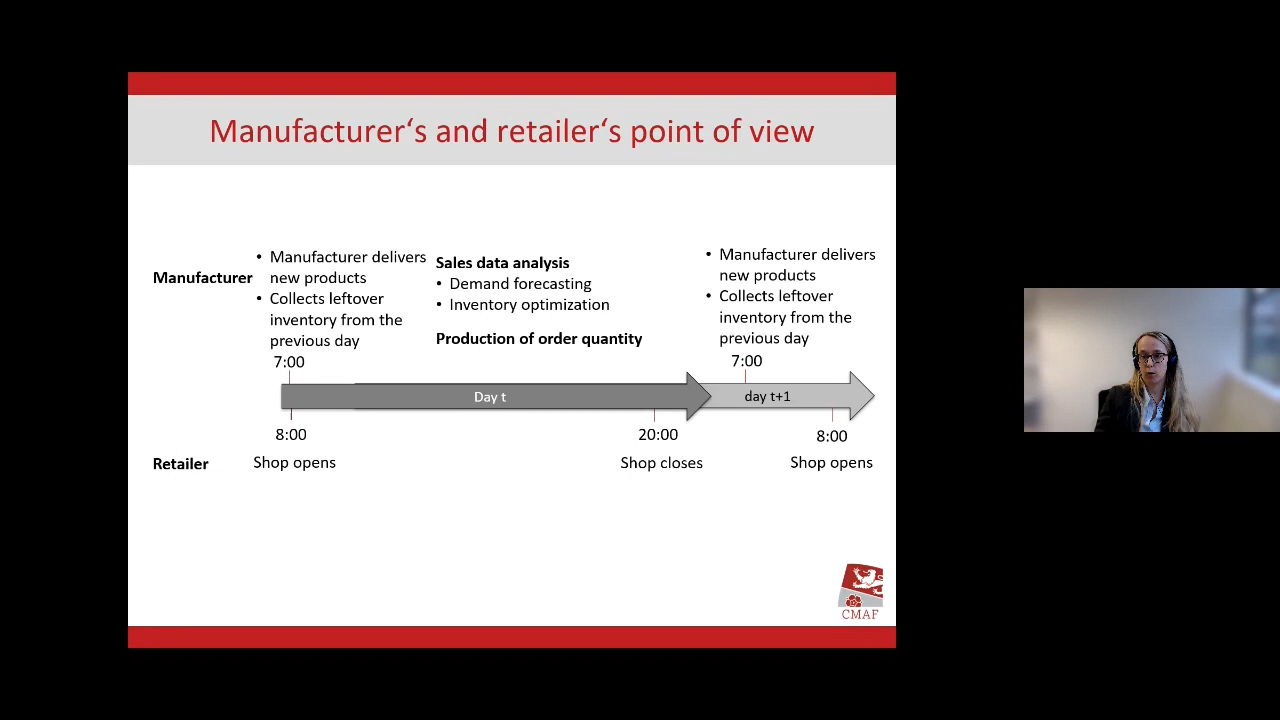 Manufacturer‘s and retailer‘s point of view
Manufacturer
• Manufacturer delivers
new products
• Collects leftover
inventory from the
previous day
7:00
Sales data analysis
• Demand forecasting
• Inventory optimization
Production of order quantity
• Manufacturer delivers
new products
• Collects leftover
inventory from the
previous day
7:00
Day t
day t+1
8:00
20:00
8:00
Retailer
Shop opens
Shop closes
Shop opens
CMAF